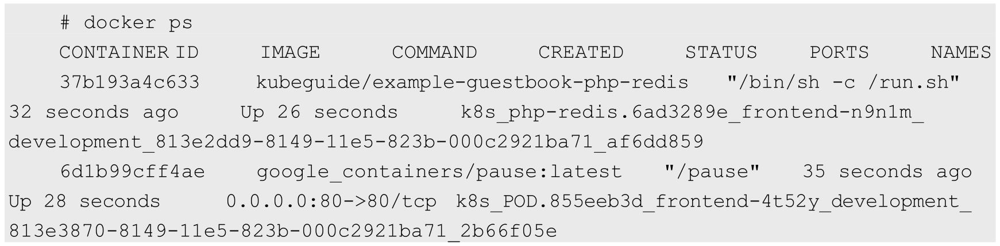 # docker ps
CONTAINER ID IMAGE COMMAND CREATED STATUS PORTS NAMES
37b193a4c633 kubeguide/example-guestbook-php-redis "/bin/sh -c /run.sh"
32 seconds ago Up 26 seconds k8s_php-redis.6ad3289e_frontend-n9n1m_
development_813e2dd9-8149-11e5-823b-000c2921ba71_af6dd859
6d1b99cff4ae google_containers/pause:latest "/pause" 35 seconds ago
Up 28 seconds 0.0.0.0:80->80/tcp k8s_POD.855eeb3d_frontend-4t52y_development_
813e3870-8149-11e5-823b-000c2921ba71_2b66f05e